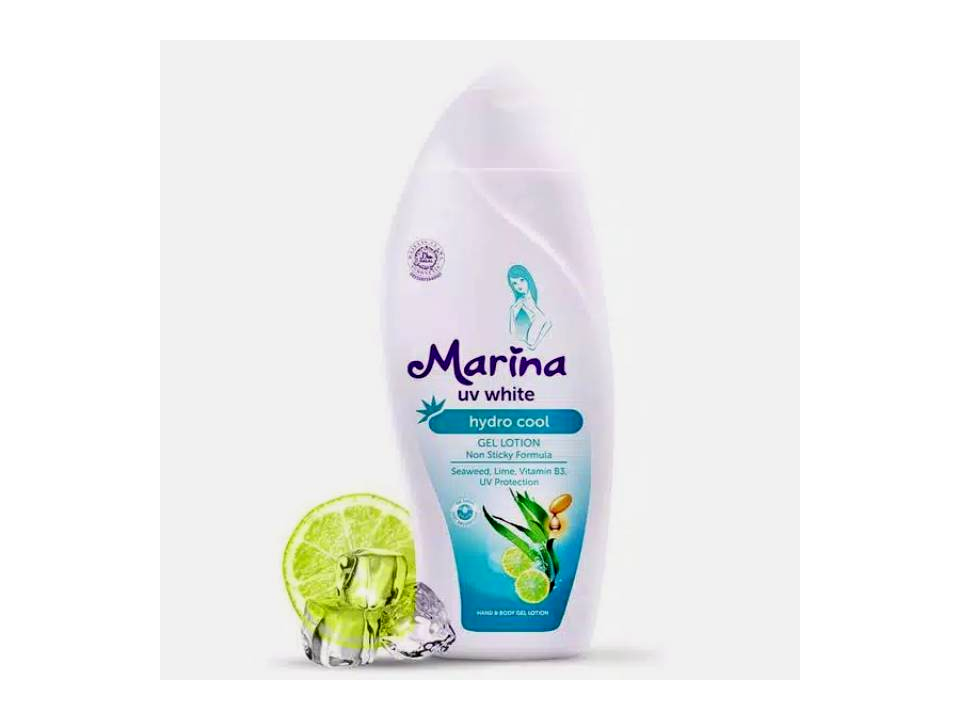 Marina
uv white
hydro cool
GEL LOTION
Non Sticky Formula
Seaweed, Lime, Vitamin B3,
UV Protection
HAND & BODY GEL LOTION